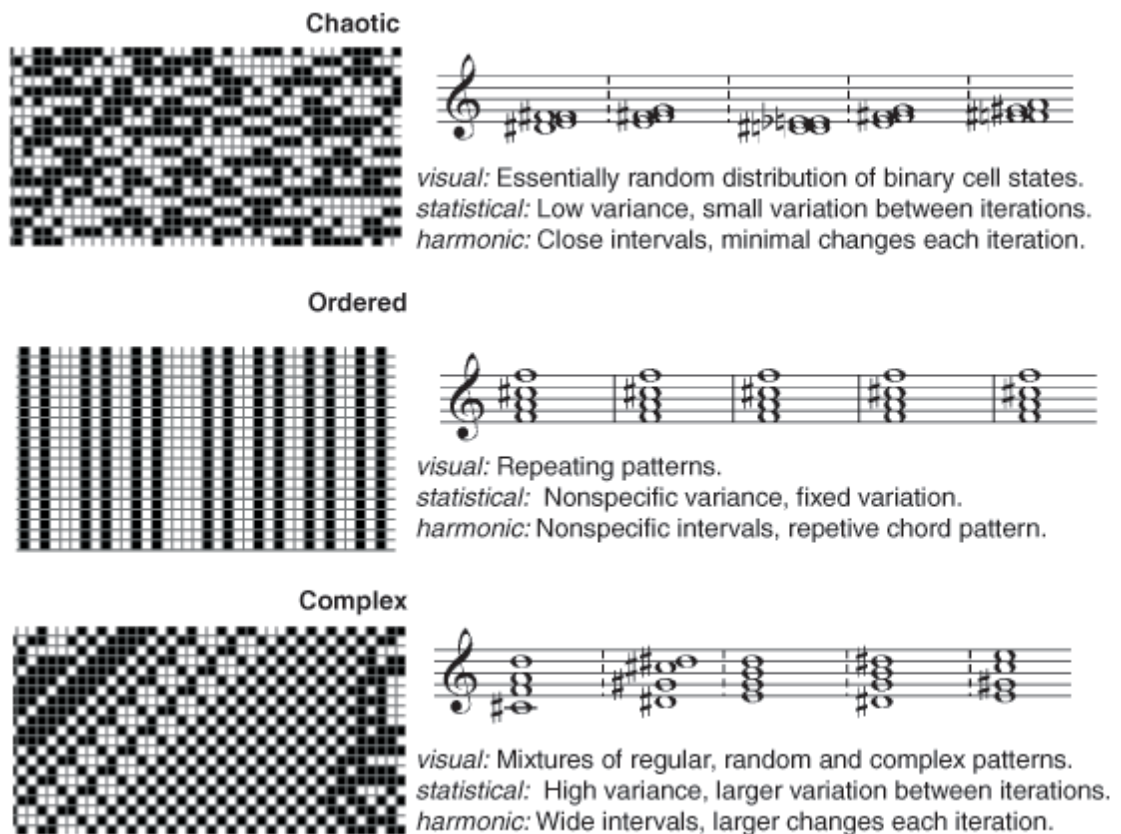 Chaotic
visual: Essentially random distribution of binary cell states.
statistical: Low variance, small variation between iterations.
harmonic: Close intervals, minimal changes each iteration.
Ordered
visual: Repeating patterns.
statistical: Nonspecific variance, fixed variation.
harmonic: Nonspecific intervals, repetive chord pattern.
Complex
visual: Mixtures of regular, random and complex patterns.
statistical: High variance, larger variation between iterations.
harmonic: Wide intervals, larger changes each iteration.